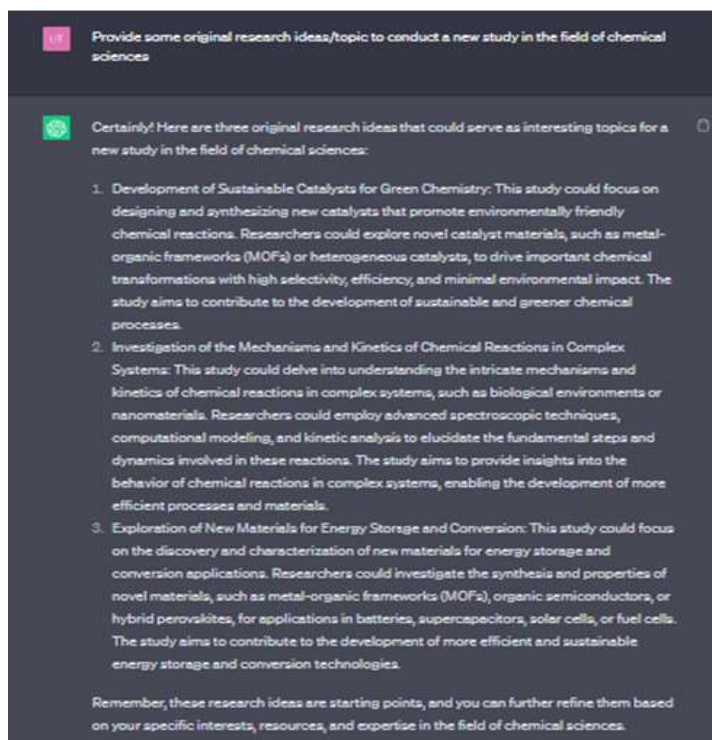 UT
Provide some original research ideas/topic to conduct a new study in the field of chemical
sciences
Certainly! Here are three original research ideas that could serve as interesting topics for a
new study in the field of chemical sciences:
1. Development of Sustainable Catalysts for Green Chemistry: This study could focus on
designing and synthesizing new catalysts that promote environmentally friendly
chemical reactions. Researchers could explore novel catalyst materials, such as metal-
organic frameworks (MOFs) or heterogeneous catalysts, to drive important chemical
transformations with high selectivity, efficiency, and minimal environmental impact. The
study aims to contribute to the development of sustainable and greener chemical
processes.
2. Investigation of the Mechanisms and Kinetics of Chemical Reactions in Complex
Systems: This study could delve into understanding the intricate mechanisms and
kinetics of chemical reactions in complex systems, such as biological environments or
nanomaterials. Researchers could employ advanced spectroscopic techniques,
computational modeling, and kinetic analysis to elucidate the fundamental steps and
dynamics involved in these reactions. The study aims to provide insights into the
behavior of chemical reactions in complex systems, enabling the development of more
efficient processes and materials.
3. Exploration of New Materials for Energy Storage and Conversion: This study could focus
on the discovery and characterization of new materials for energy storage and
conversion applications. Researchers could investigate the synthesis and properties of
novel materials, such as metal-organic frameworks (MOFs), organic semiconductors, or
hybrid perovskites, for applications in batteries, supercapacitors, solar cells, or fuel cells.
The study aims to contribute to the development of more efficient and sustainable
energy storage and conversion technologies.
Remember, these research ideas are starting points, and you can further refine them based
on your specific interests, resources, and expertise in the field of chemical sciences.